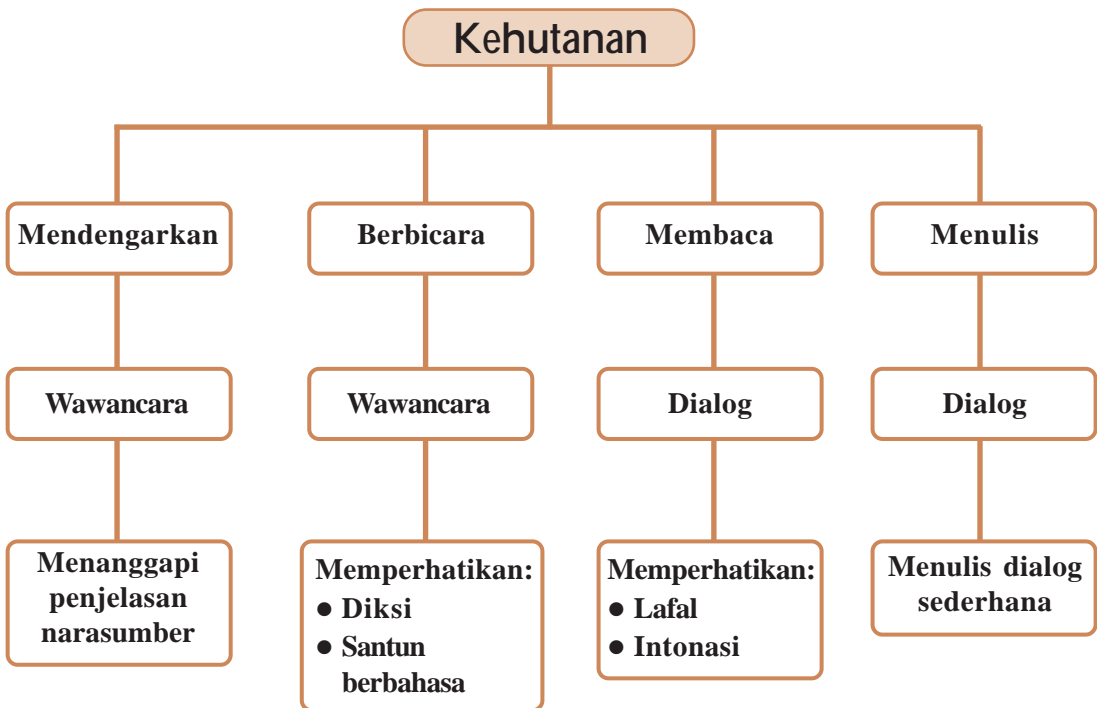 Kehutanan
Mendengarkan
Berbicara
Membaca
Menulis
Wawancara
Wawancara
Dialog
Dialog
Menanggapi
penjelasan
narasumber
Memperhatikan:
● Diksi
● Santun
berbahasa
Memperhatikan:
● Lafal
● Intonasi
Menulis dialog
sederhana